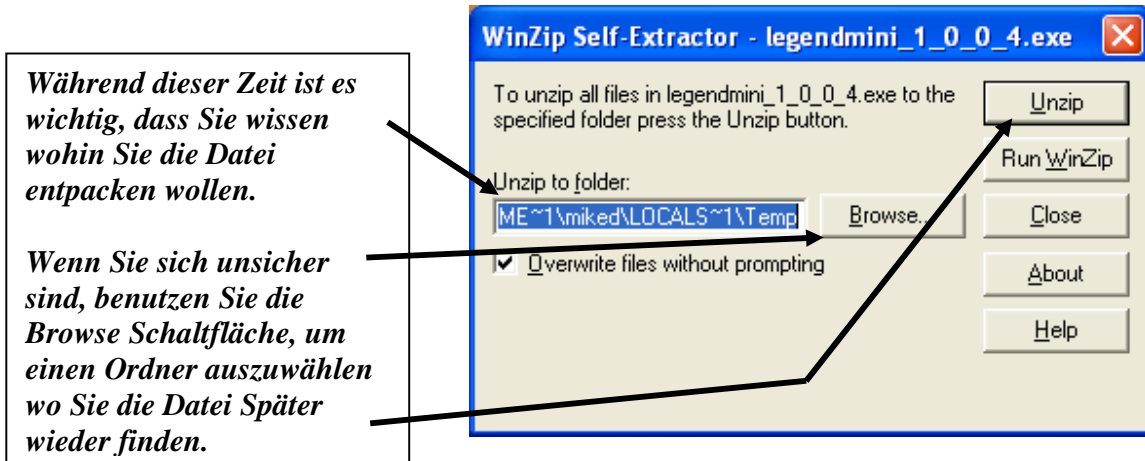 Während dieser Zeit ist es
wichtig, dass Sie wissen
wohin Sie die Datei
entpacken wollen.
Wenn Sie sich unsicher
sind, benutzen Sie die
Browse Schaltfläche, um
einen Ordner auszuwählen
wo Sie die Datei Später
wieder finden.
WinZip Self-Extractor - legendmini_1_0_0_4.exe
To unzip all files in legendmini_1_0_0_4.exe to the
specified folder press the Unzip button.
Unzip to folder:
ME~1\miked\LOCALS~1\Temp
Browse...
Overwrite files without prompting
Unzip
Run WinZip
Close
About
Help